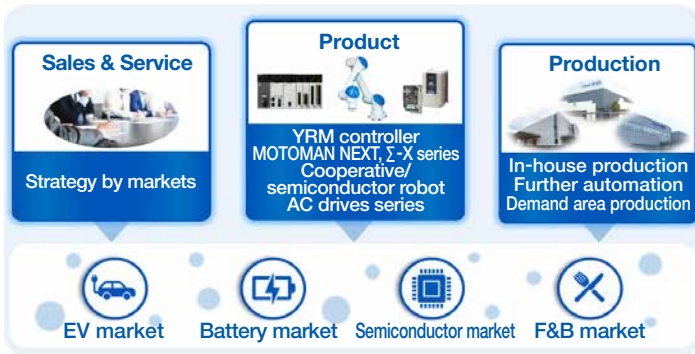 Sales & Service
Strategy by markets
Product
YRM controller
MOTOMAN NEXT, Σ-X series
Cooperative/
semiconductor robot
AC drives series
Production
In-house production
Further automation
Demand area production
EV market
Battery market
Semiconductor market
F&B market